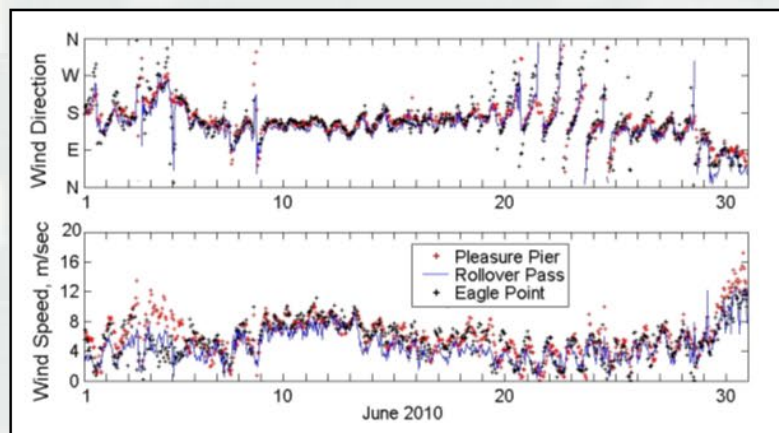 N
W
S
E
N
Wind Direction
1 10 20 30
20
16
12
8
4
0
Wind Speed, m/sec
Pleasure Pier
Rollover Pass
Eagle Point
1 10 20 30
June 2010